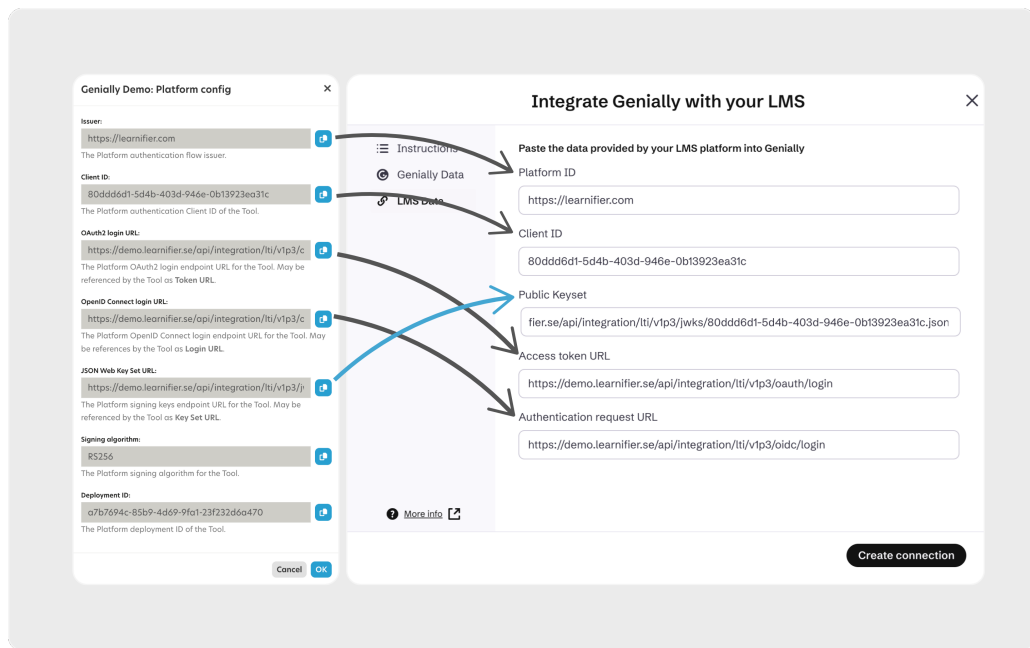 Genially Demo: Platform config
Issuer:
https://learnifier.com
The Platform authentication flow issuer.
Client ID:
80ddd6d1-5d4b-403d-946e-0b13923ea31c
The Platform authentication Client ID of the Tool.
OAuth2 login URL:
https://demo.learnifier.se/api/integration/lti/v1p3/c
The Platform OAuth2 login endpoint URL for the Tool. May be
referenced by the Tool as Token URL.
OpenID Connect login URL:
https://demo.learnifier.se/api/integration/lti/v1p3/c
The Platform OpenID Connect login endpoint URL for the Tool. May
be references by the Tool as Login URL.
JSON Web Key Set URL:
https://demo.learnifier.se/api/integration/lti/v1p3/j
The Platform signing keys endpoint URL for the Tool. May be
referenced by the Tool as Key Set URL.
Signing algorithm:
RS256
The Platform signing algorithm for the Tool.
Deployment ID:
a7b7694c-85b9-4d69-9fa1-23f232d6a470
The Platform deployment ID of the Tool.
Cancel OK
Integrate Genially with your LMS
Instructions
Genially Data
LMS Data
More info
Paste the data provided by your LMS platform into Genially
Platform ID
https://learnifier.com
Client ID
80ddd6d1-5d4b-403d-946e-0b13923ea31c
Public Keyset
fier.se/api/integration/lti/v1p3/jwks/80ddd6d1-5d4b-403d-946e-0b13923ea31c.json
Access token URL
https://demo.learnifier.se/api/integration/lti/v1p3/oauth/login
Authentication request URL
https://demo.learnifier.se/api/integration/lti/v1p3/oidc/login
Create connection